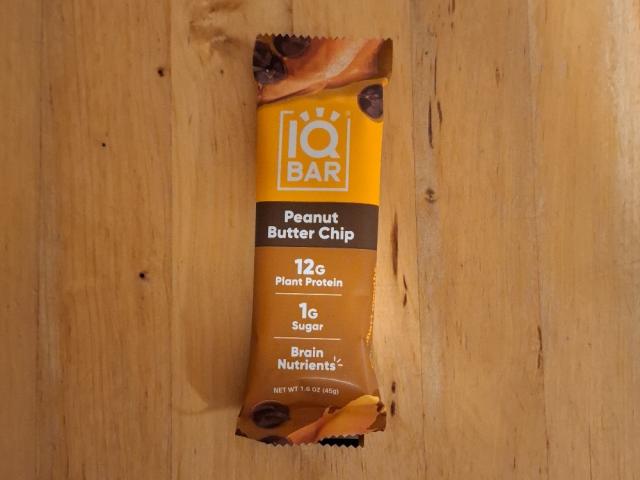 IQ
BAR
Peanut
Butter Chip
12G
Plant Protein
1G
Sugar
Brain
Nutrients
NET WT 1.6 OZ (45g)